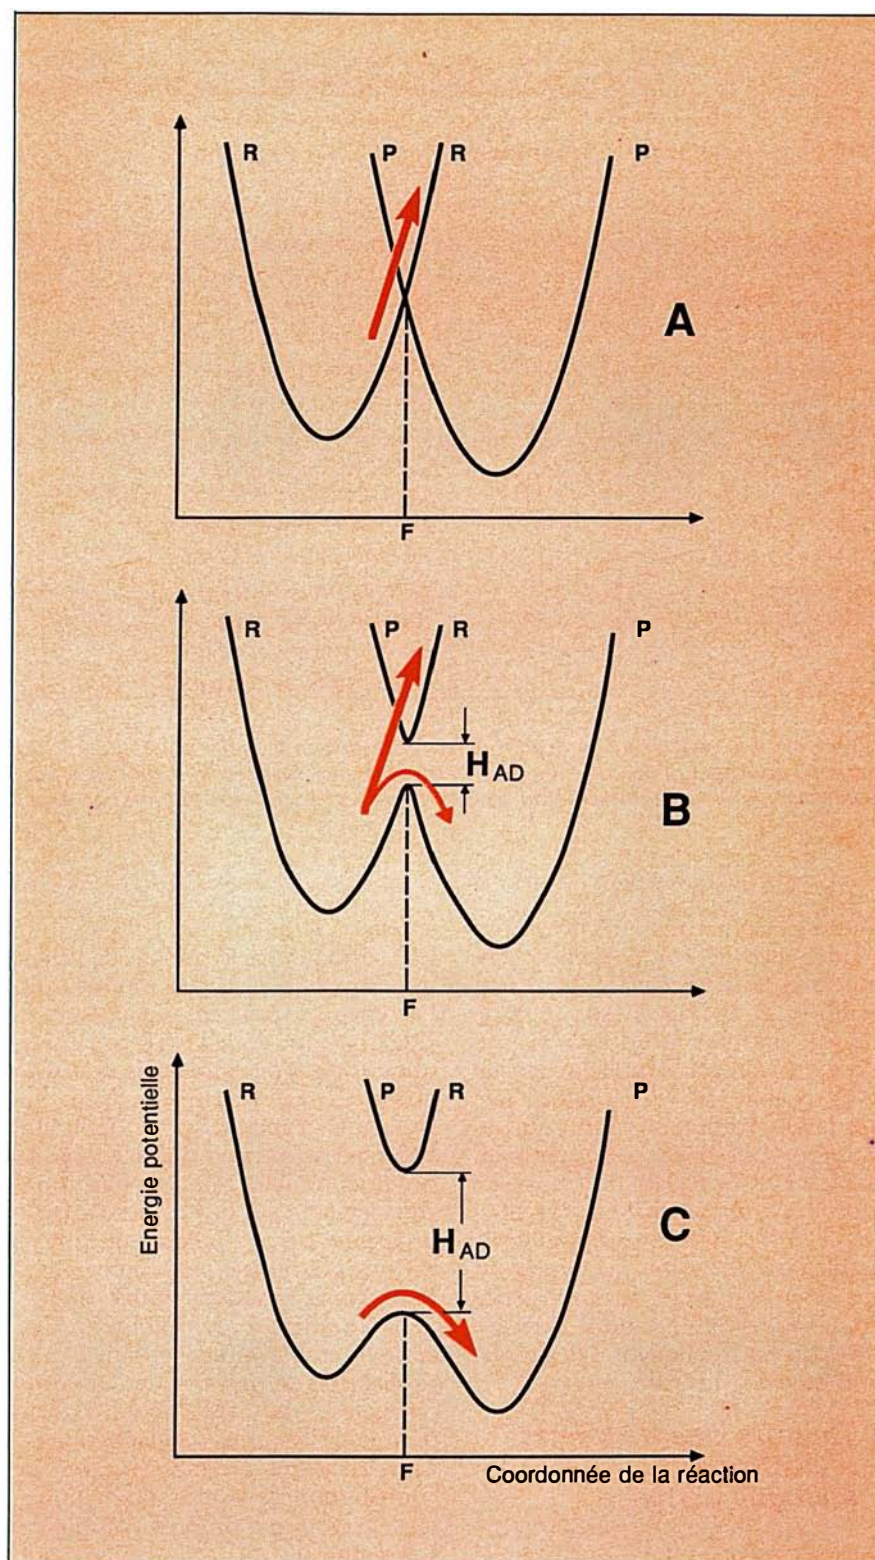 R P R P
A
F
R P R P
H AD
B
F
Energie potentielle
R P R P
H AD
C
F
Coordonnée de la réaction